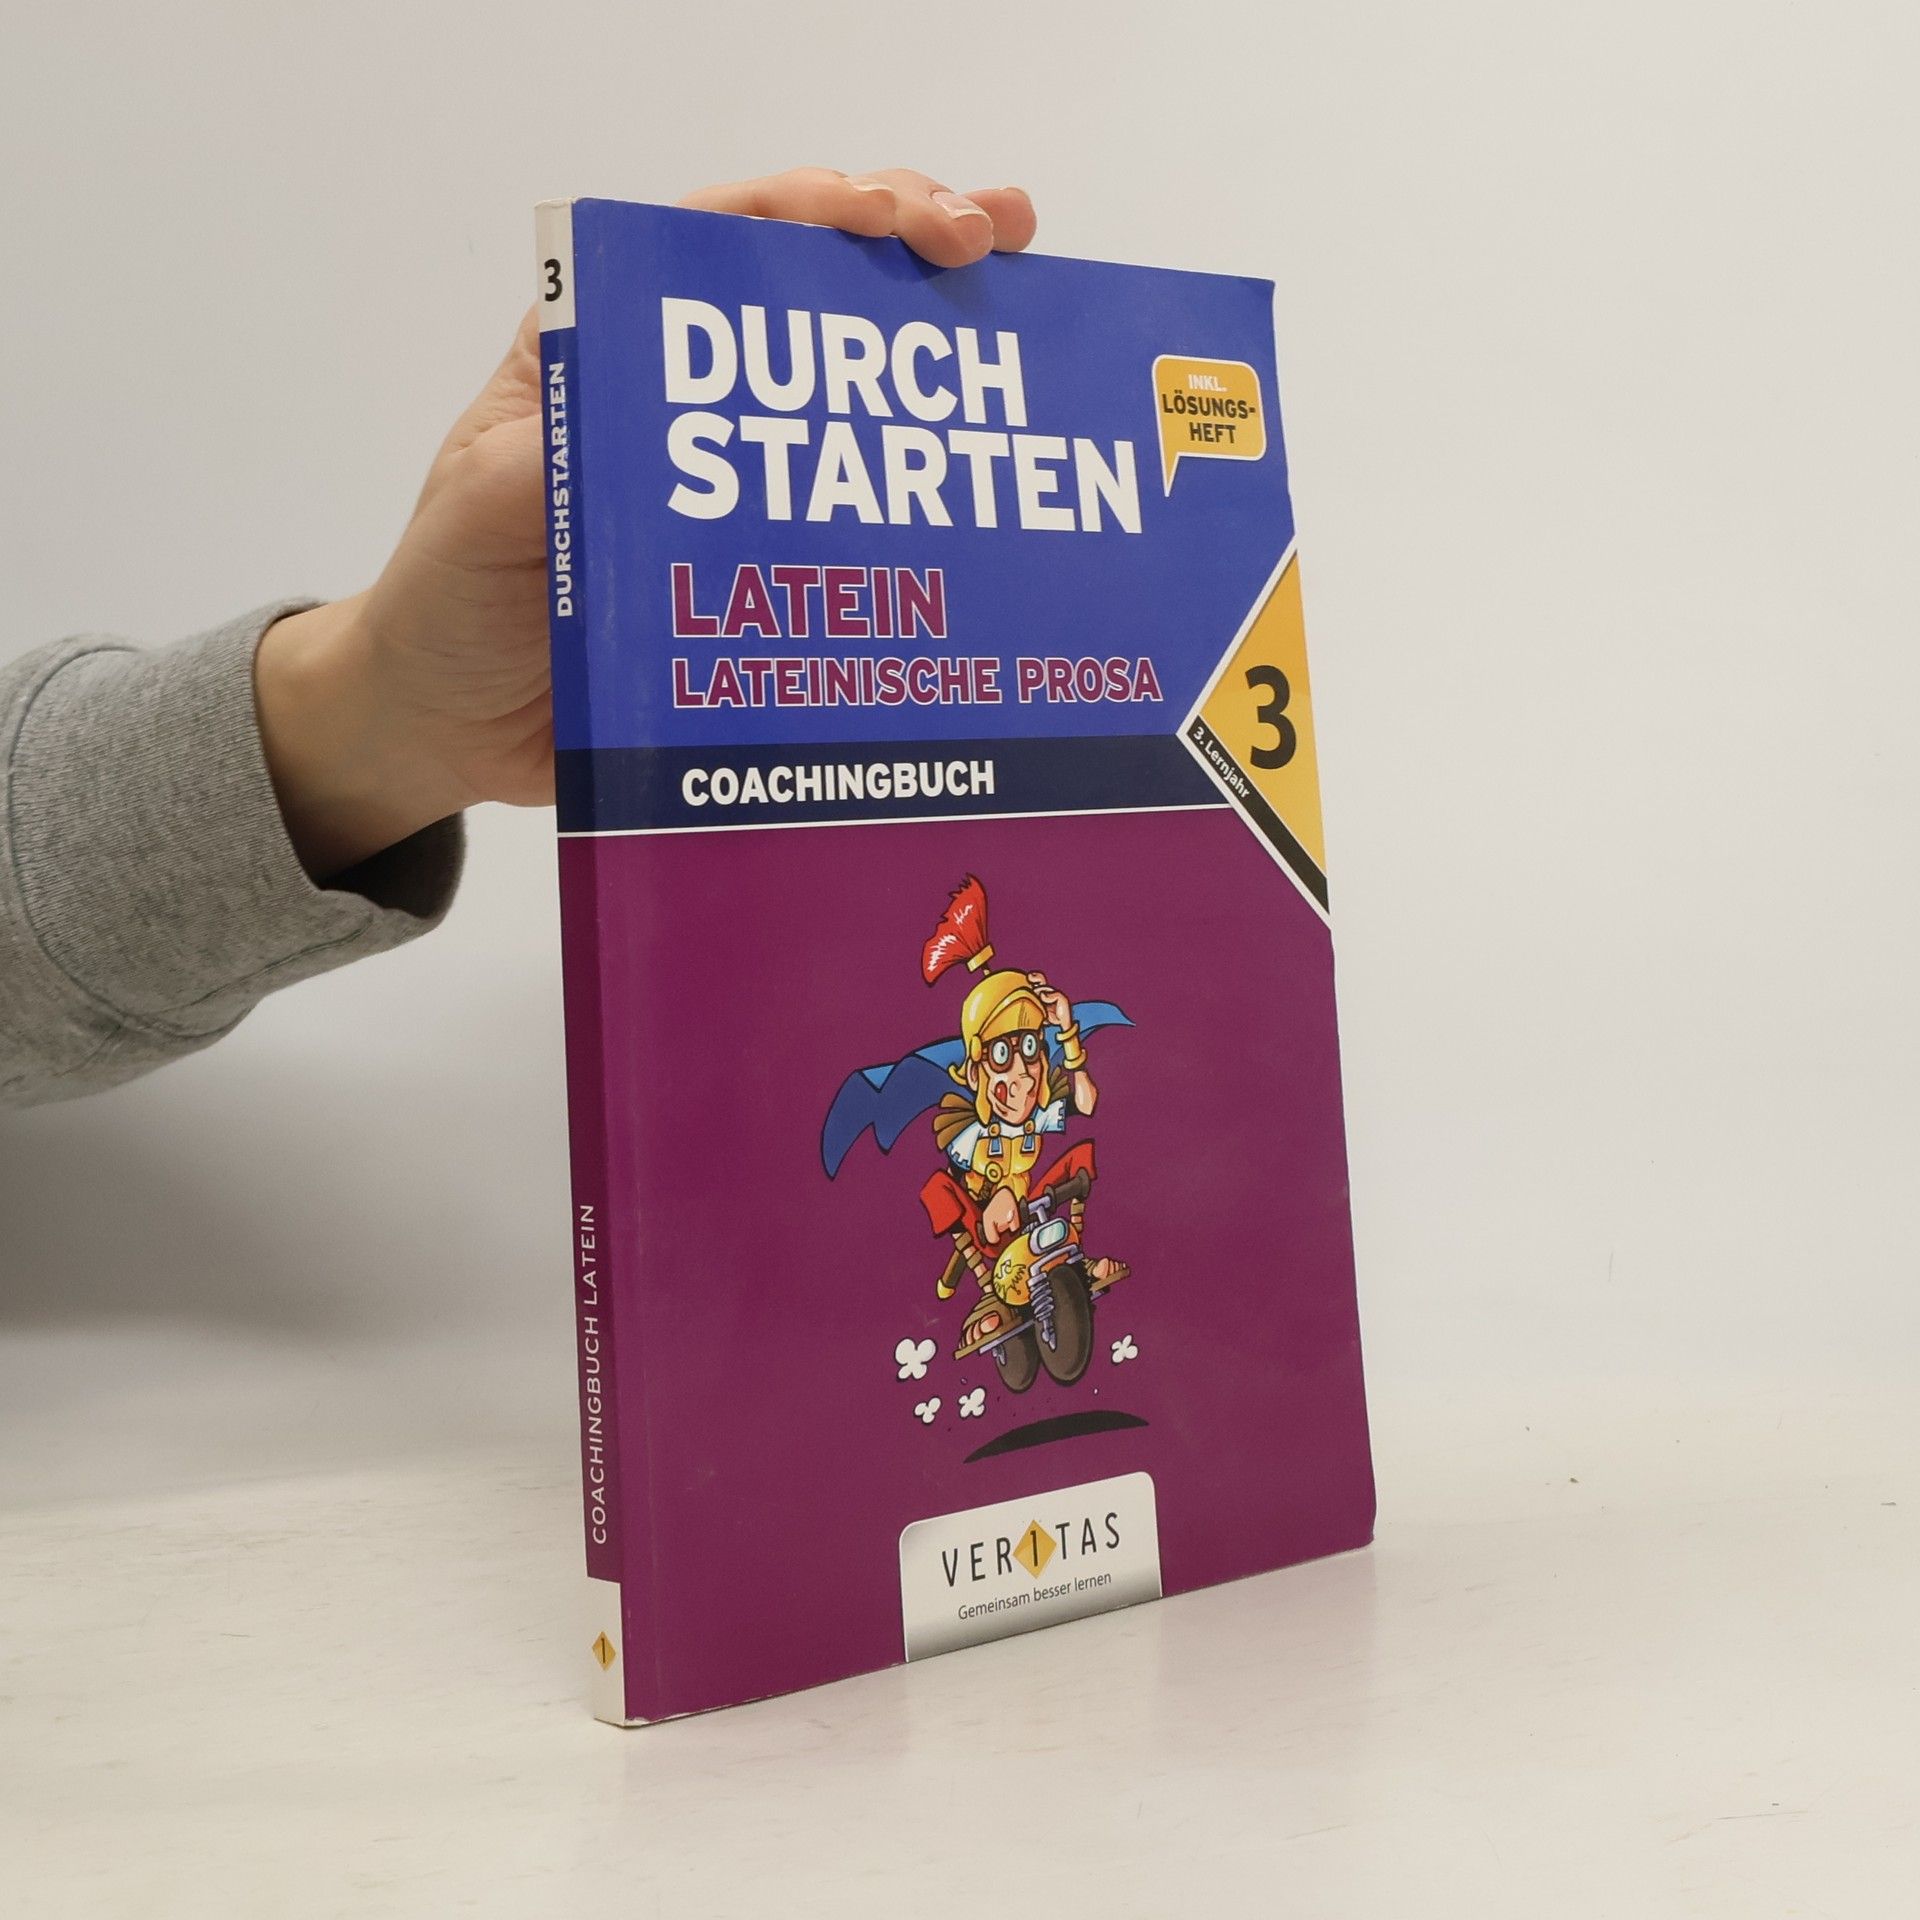 3
DURCHSTARTEN
COACHINGBUCH LATEIN
1
DURCH
STARTEN
INKL.
LÖSUNGS-
HEFT
LATEIN
LATEINISCHE PROSA
3
3. Lernjahr
COACHINGBUCH
VER1TAS
Gemeinsam besser lernen